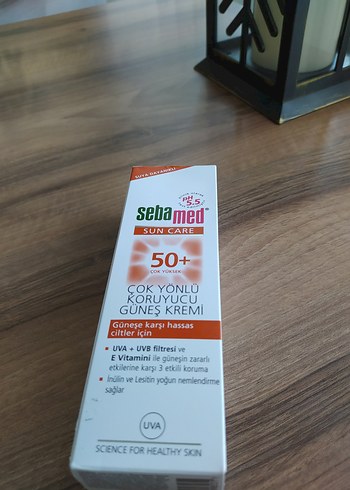 SUYA DAYANIKLI
pH
5.5
sebamed
SUN CARE
50+
ÇOK YÜKSEK
ÇOK YÖNLÜ
KORUYUCU
GÜNEŞ KREMİ
Güneşe karşı hassas
ciltler için
• UVA + UVB filtresi ve
E Vitamini ile güneşin zararlı
etkilerine karşı 3 etkili koruma
• İnülin ve Lesitin yoğun nemlendirme
sağlar
UVA
SCIENCE FOR HEALTHY SKIN